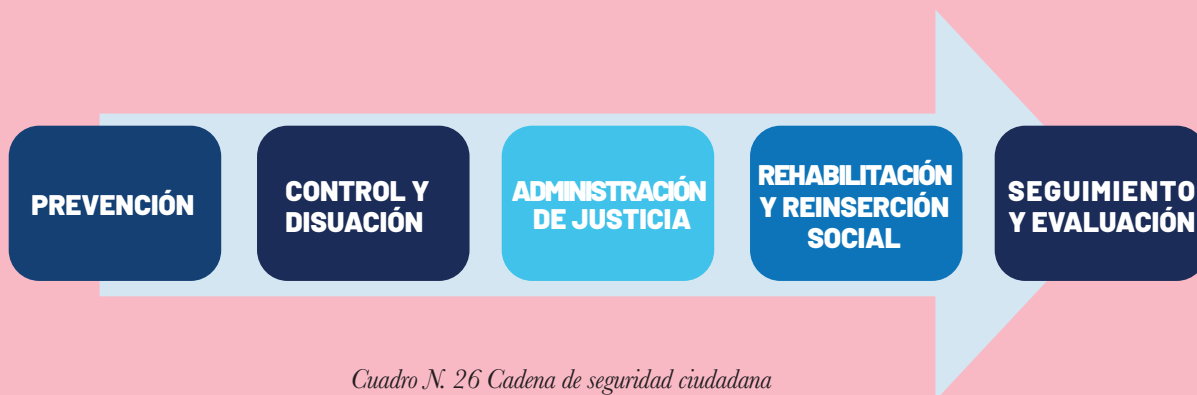 PREVENCIÓN
CONTROL Y
DISUACIÓN
ADMINISTRACIÓN
DE JUSTICIA
REHABILITACIÓN
Y REINSERCIÓN
SOCIAL
SEGUIMIENTO
Y EVALUACIÓN
Cuadro N. 26 Cadena de seguridad ciudadana